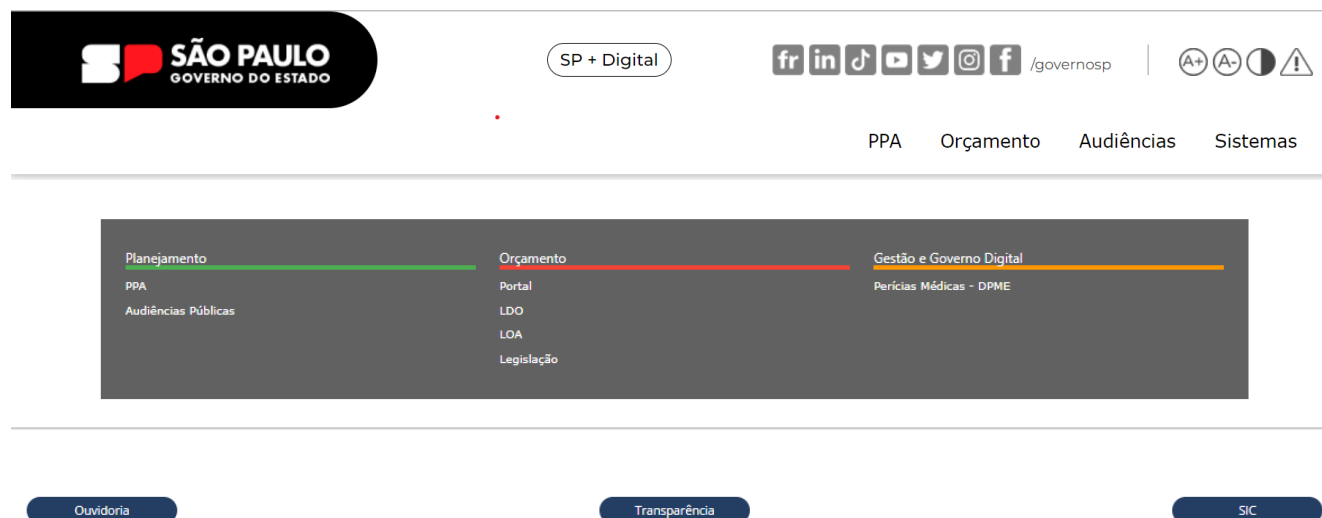 SÃO PAULO
GOVERNO DO ESTADO
SP + Digital
/governosp
A+ A-
PPA Orçamento Audiências Sistemas
Planejamento
PPA
Audiências Públicas
Orçamento
Portal
LDO
LOA
Legislação
Gestão e Governo Digital
Perícias Médicas - DPME
Ouvidoria Transparência SIC